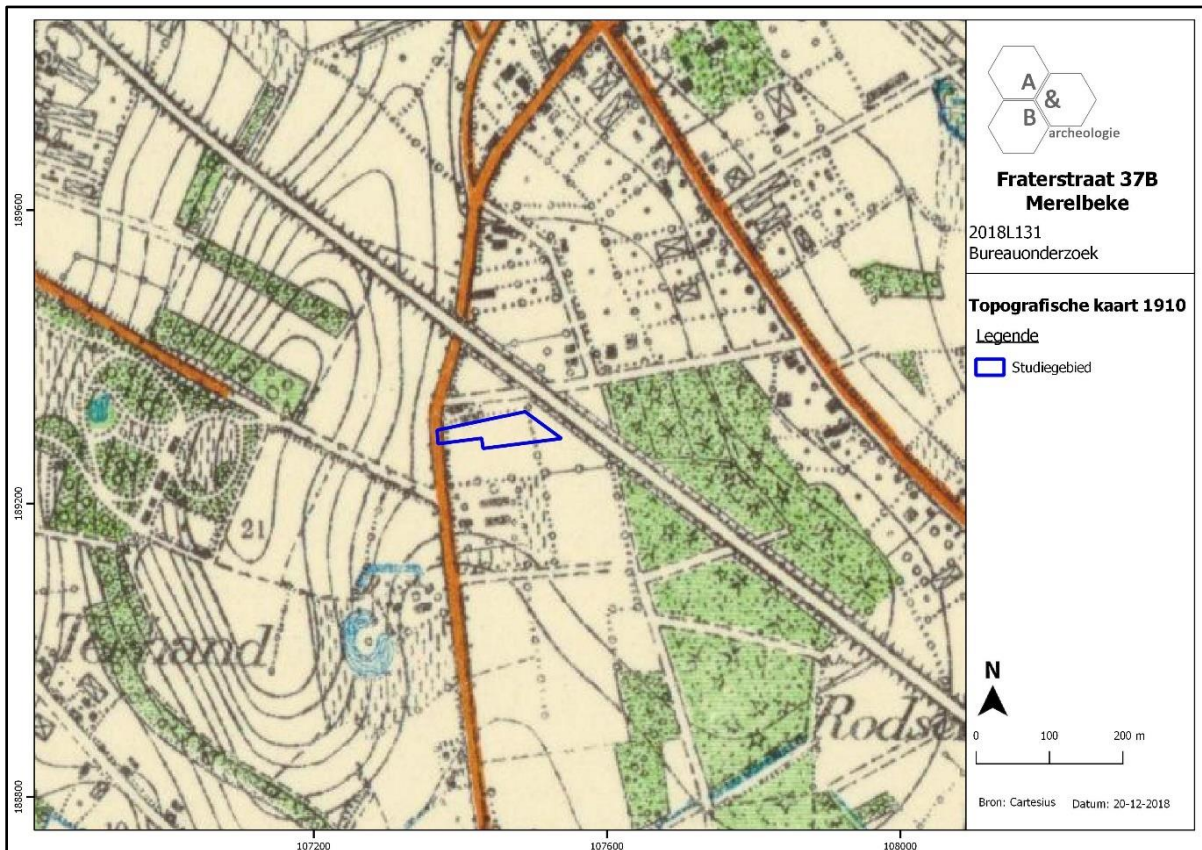 A
&
B
archeologie
Fraterstraat 37B
Merelbeke
2018L131
Bureauonderzoek
Topografische kaart 1910
Legende
Studiegebied
N
0 100 200 m
Bron: Cartesius Datum: 20-12-2018
189600
189200
188800
107200 107600 108000
21